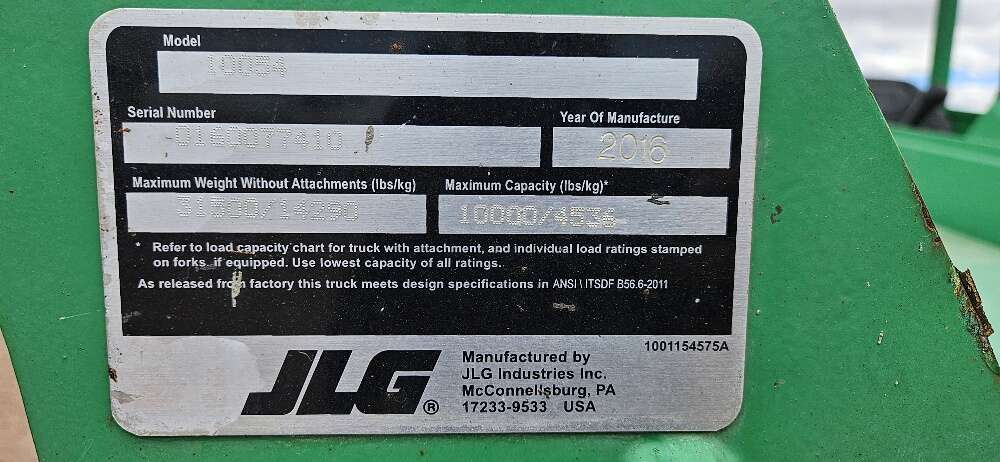 Model
10054
Serial Number
0160077410
Year Of Manufacture
2016
Maximum Weight Without Attachments (lbs/kg)
31500/14290
Maximum Capacity (lbs/kg)*
10000/4536
* Refer to load capacity chart for truck with attachment, and individual load ratings stamped
on forks, if equipped. Use lowest capacity of all ratings.
As released from factory this truck meets design specifications in ANSI \ ITSDF B56.6-2011
1001154575A
JLG®
Manufactured by
JLG Industries Inc.
McConnellsburg, PA
17233-9533 USA